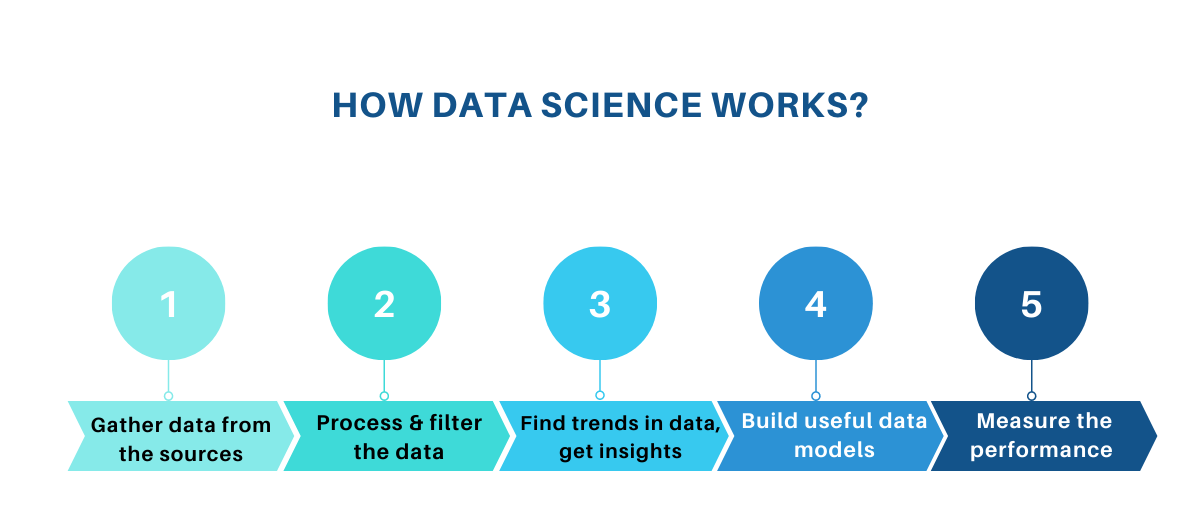 HOW DATA SCIENCE WORKS?
1
2
3
4
5
Gather data from
the sources
Process & filter
the data
Find trends in data,
get insights
Build useful data
models
Measure the
performance